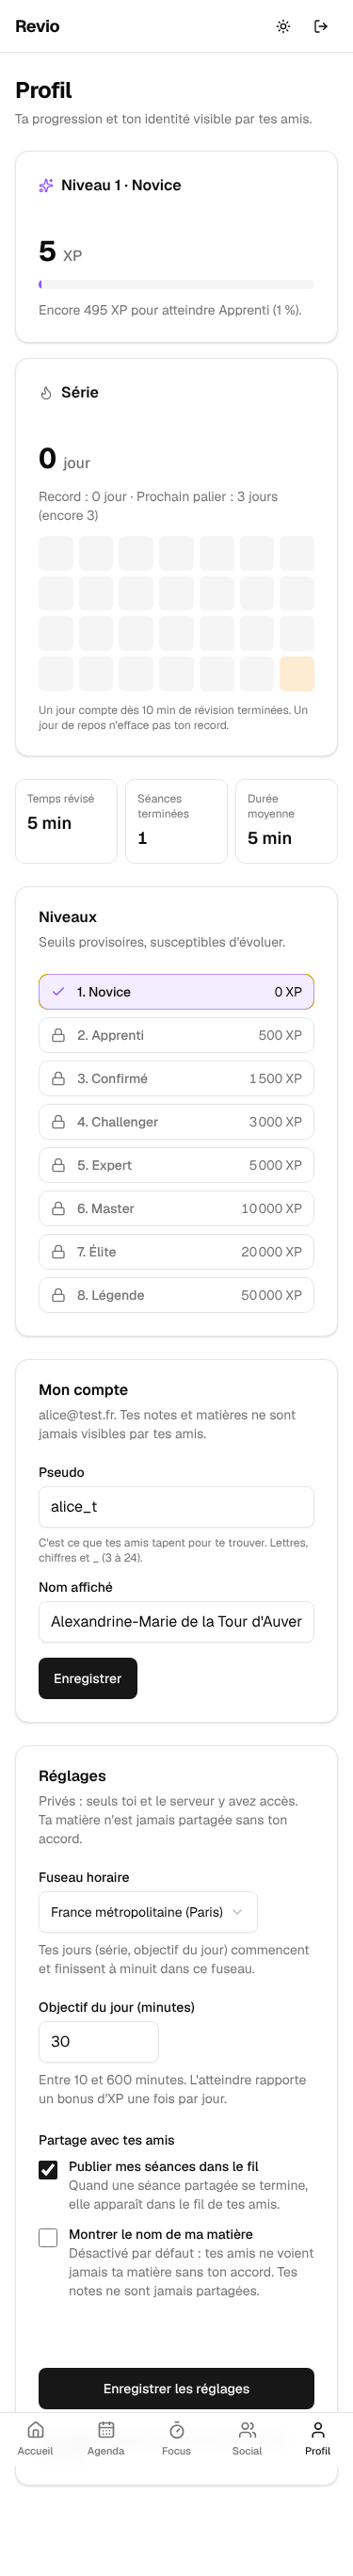 Revio
Profil
Ta progression et ton identité visible par tes amis.
Niveau 1 · Novice
5 XP
Encore 495 XP pour atteindre Apprenti (1 %).
Série
0 jour
Record : 0 jour · Prochain palier : 3 jours
(encore 3)
Un jour compte dès 10 min de révision terminées. Un
jour de repos n'efface pas ton record.
Temps révisé
5 min
Séances
terminées
1
Durée
moyenne
5 min
Niveaux
Seuils provisoires, susceptibles d'évoluer.
1. Novice 0 XP
2. Apprenti 500 XP
3. Confirmé 1 500 XP
4. Challenger 3 000 XP
5. Expert 5 000 XP
6. Master 10 000 XP
7. Élite 20 000 XP
8. Légende 50 000 XP
Mon compte
alice@test.fr. Tes notes et matières ne sont
jamais visibles par tes amis.
Pseudo
alice_t
C'est ce que tes amis tapent pour te trouver. Lettres,
chiffres et _ (3 à 24).
Nom affiché
Alexandrine-Marie de la Tour d'Auver
Enregistrer
Réglages
Privés : seuls toi et le serveur y avez accès.
Ta matière n'est jamais partagée sans ton
accord.
Fuseau horaire
France métropolitaine (Paris)
Tes jours (série, objectif du jour) commencent
et finissent à minuit dans ce fuseau.
Objectif du jour (minutes)
30
Entre 10 et 600 minutes. L'atteindre rapporte
un bonus d'XP une fois par jour.
Partage avec tes amis
Publier mes séances dans le fil
Quand une séance partagée se termine,
elle apparaît dans le fil de tes amis.
Montrer le nom de ma matière
Désactivé par défaut : tes amis ne voient
jamais ta matière sans ton accord. Tes
notes ne sont jamais partagées.
Enregistrer les réglages
Accueil Agenda Focus Social Profil